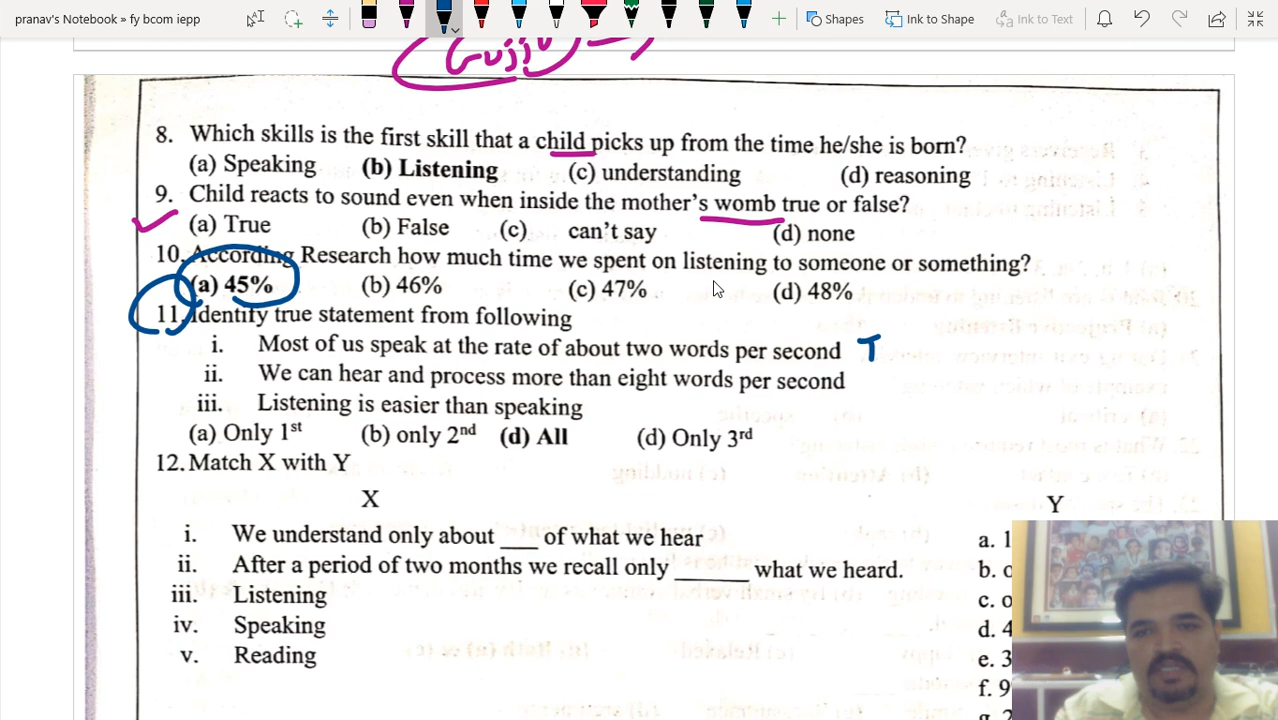 pranav's Notebook » fy bcom iepp
Shapes
Ink to Shape
Ink to Text
8. Which skills is the first skill that a child picks up from the time he/she is born?
(a) Speaking (b) Listening (c) understanding (d) reasoning
9. Child reacts to sound even when inside the mother's womb true or false?
(a) True (b) False (c) can't say (d) none
10. According Research how much time we spent on listening to someone or something?
(a) 45% (b) 46% (c) 47% (d) 48%
11. Identify true statement from following
i. Most of us speak at the rate of about two words per second T
ii. We can hear and process more than eight words per second
iii. Listening is easier than speaking
(a) Only 1st (b) only 2nd (d) All (d) Only 3rd
12. Match X with Y
X Y
i. We understand only about ___ of what we hear a. 1
ii. After a period of two months we recall only _____ what we heard. b.
iii. Listening c.
iv. Speaking d. 4
v. Reading e. 3
f. 9